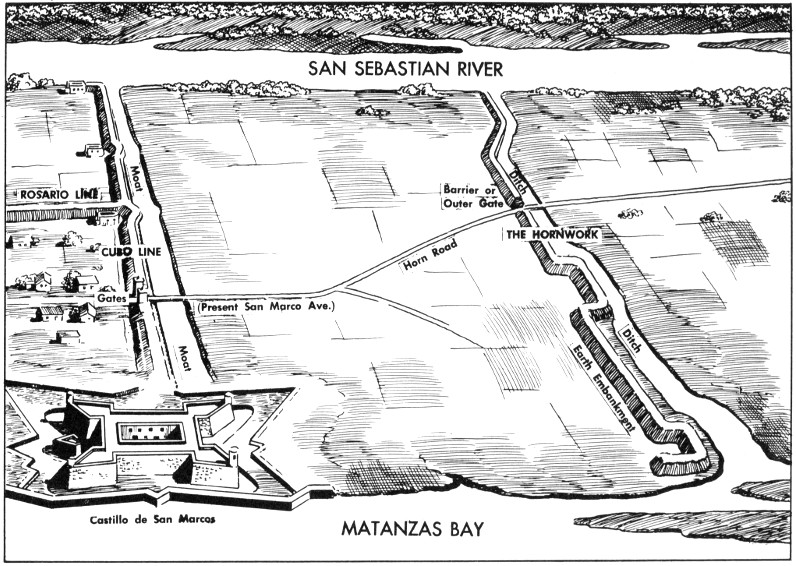 SAN SEBASTIAN RIVER
Moat
Ditch
ROSARIO LINE
Barrier or
Outer Gate
THE HORNWORK
CUBO LINE
Horn Road
Gates
(Present San Marco Ave.)
Moat
Ditch
Earth Embankment
Castillo de San Marcos
MATANZAS BAY